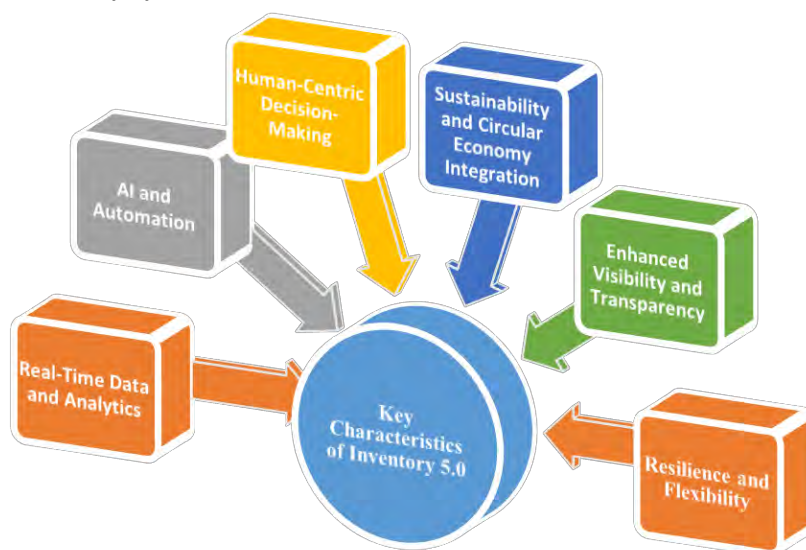 Human-Centric
Decision-
Making
Sustainability
and Circular
Economy
Integration
AI and
Automation
Enhanced
Visibility and
Transparency
Real-Time Data
and Analytics
Key
Characteristics
of Inventory 5.0
Resilience and
Flexibility